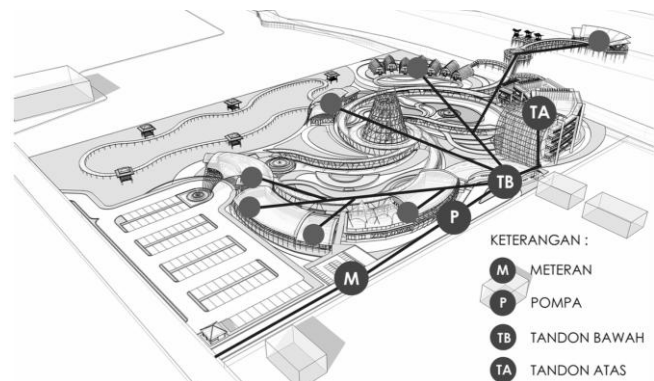 TA
TB
P
M
KETERANGAN :
M METERAN
P POMPA
TB TANDON BAWAH
TA TANDON ATAS